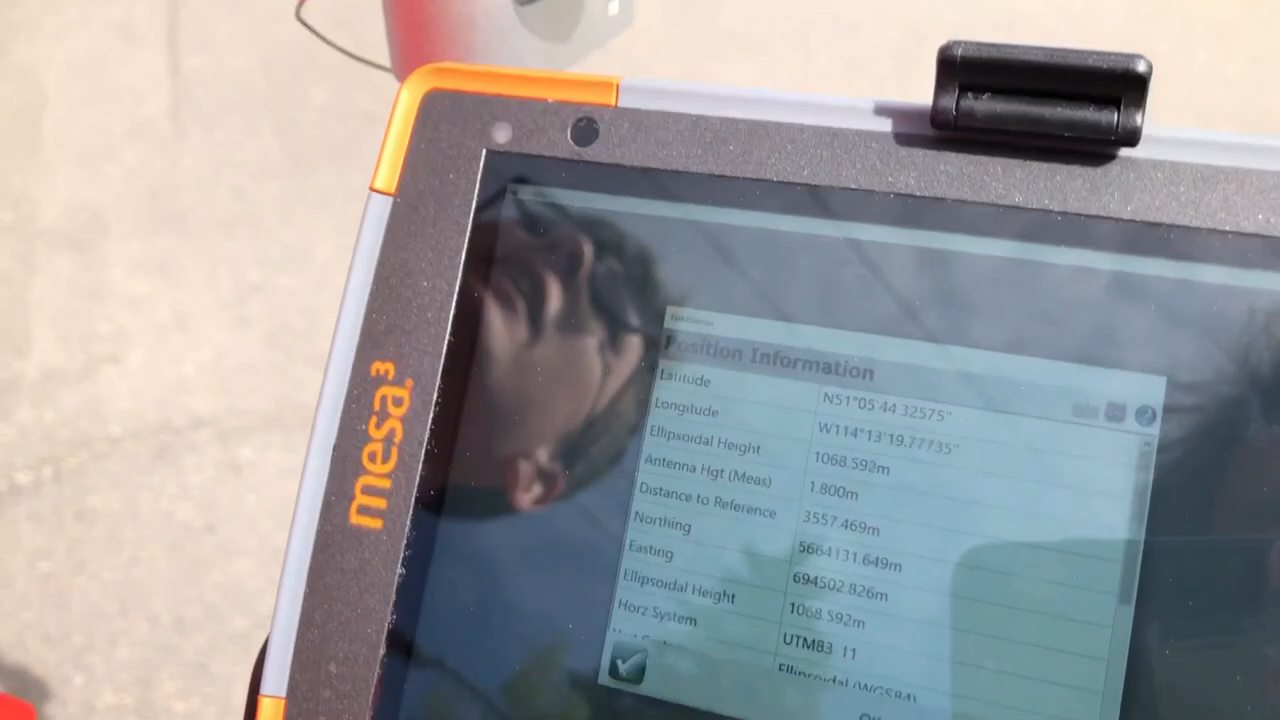 mesa³
Position Information
Latitude N51°05'44.32575"
Longitude W114°13'19.77735"
Ellipsoidal Height 1068.592m
Antenna Hgt (Meas) 1.800m
Distance to Reference 3557.469m
Northing 5664131.649m
Easting 694502.826m
Ellipsoidal Height 1068.592m
Horz System UTM83 11
Ellipsoidal (WGS84)